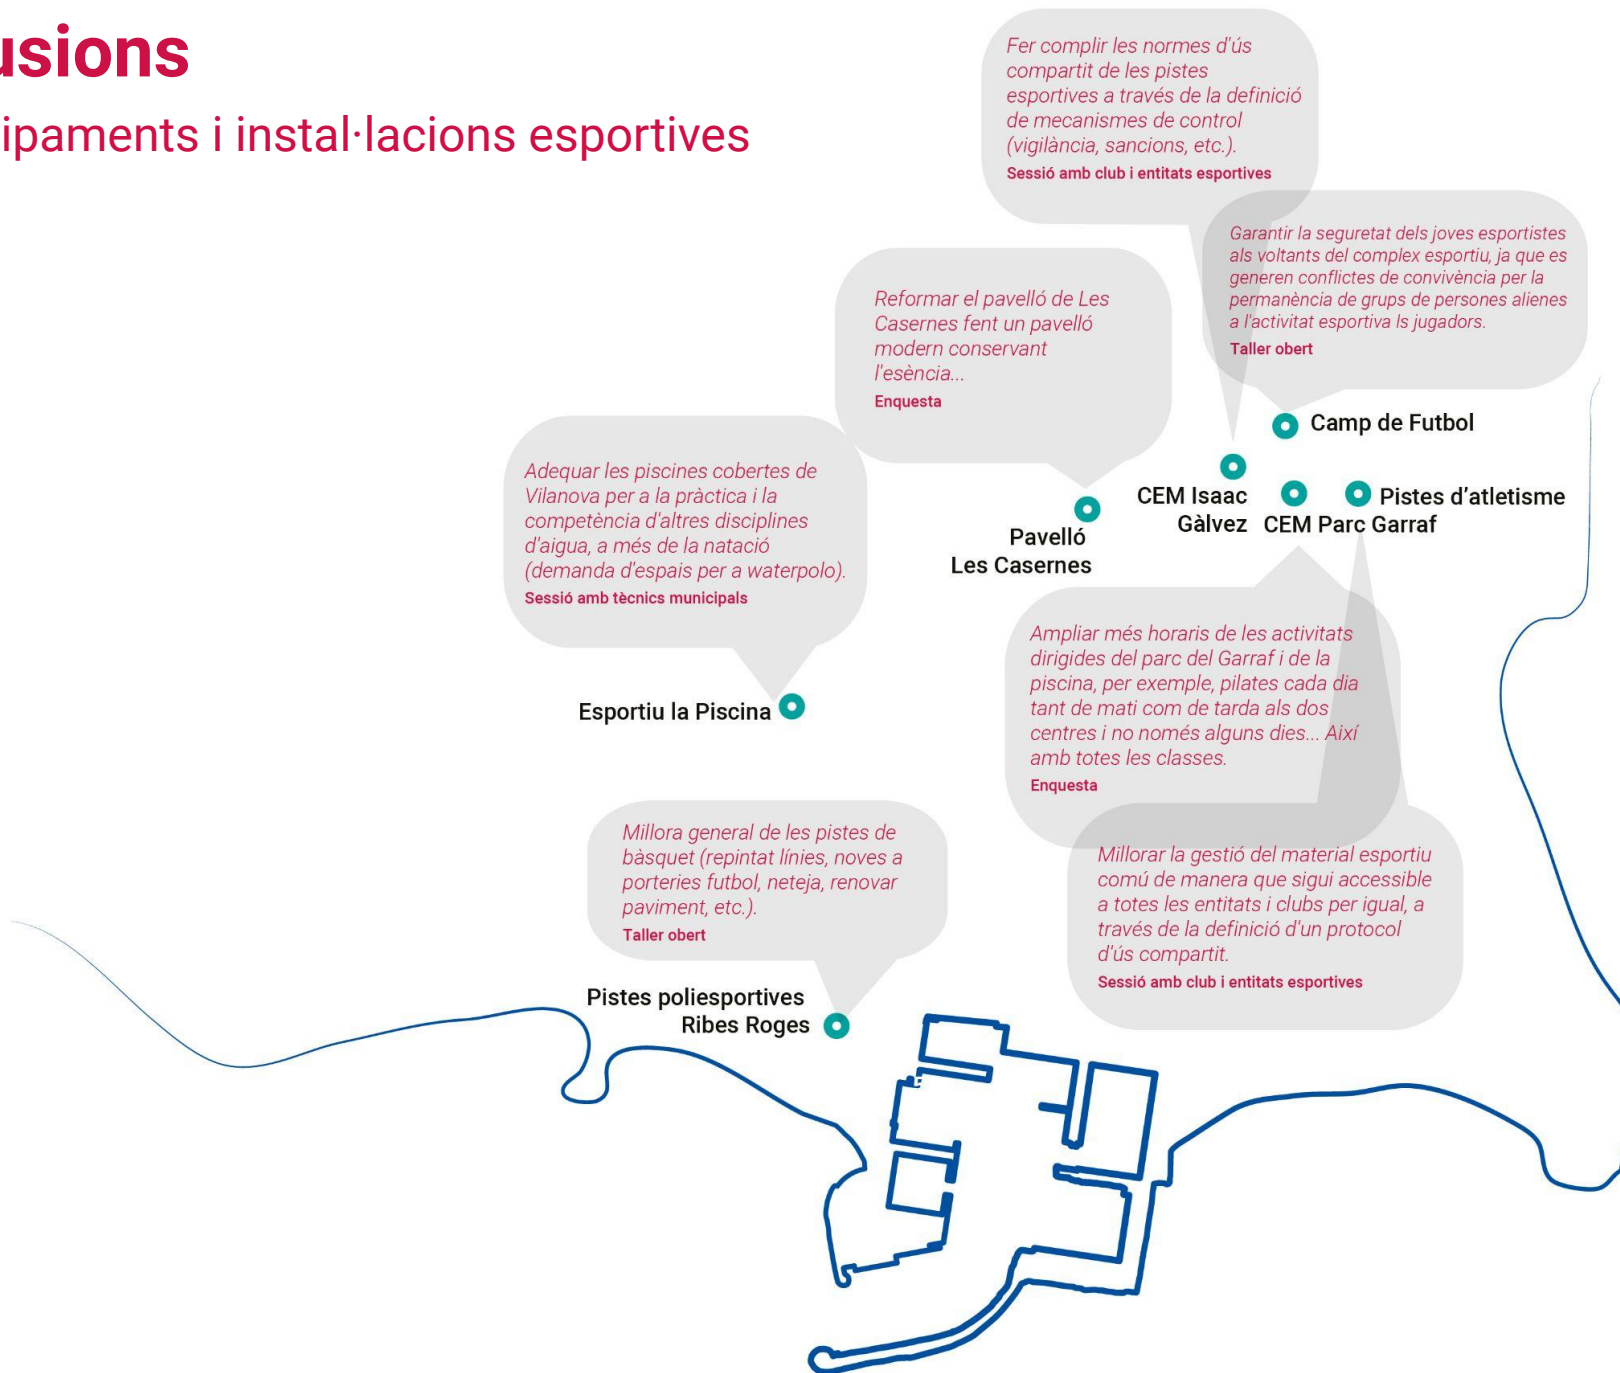 usions
ipaments i instal·lacions esportives
Fer complir les normes d'ús
compartit de les pistes
esportives a través de la definició
de mecanismes de control
(vigilància, sancions, etc.).
Sessió amb club i entitats esportives
Garantir la seguretat dels joves esportistes
als voltants del complex esportiu, ja que es
generen conflictes de convivència per la
permanència de grups de persones alienes
a l'activitat esportiva ls jugadors.
Taller obert
Reformar el pavelló de Les
Casernes fent un pavelló
modern conservant
l'esència...
Enquesta
Camp de Futbol
CEM Isaac
Gàlvez
CEM Parc Garraf
Pistes d’atletisme
Pavelló
Les Casernes
Adequar les piscines cobertes de
Vilanova per a la pràctica i la
competència d'altres disciplines
d'aigua, a més de la natació
(demanda d'espais per a waterpolo).
Sessió amb tècnics municipals
Esportiu la Piscina
Ampliar més horaris de les activitats
dirigides del parc del Garraf i de la
piscina, per exemple, pilates cada dia
tant de mati com de tarda als dos
centres i no només alguns dies... Així
amb totes les classes.
Enquesta
Millora general de les pistes de
bàsquet (repintat línies, noves a
porteries futbol, neteja, renovar
paviment, etc.).
Taller obert
Millorar la gestió del material esportiu
comú de manera que sigui accessible
a totes les entitats i clubs per igual, a
través de la definició d'un protocol
d'ús compartit.
Sessió amb club i entitats esportives
Pistes poliesportives
Ribes Roges